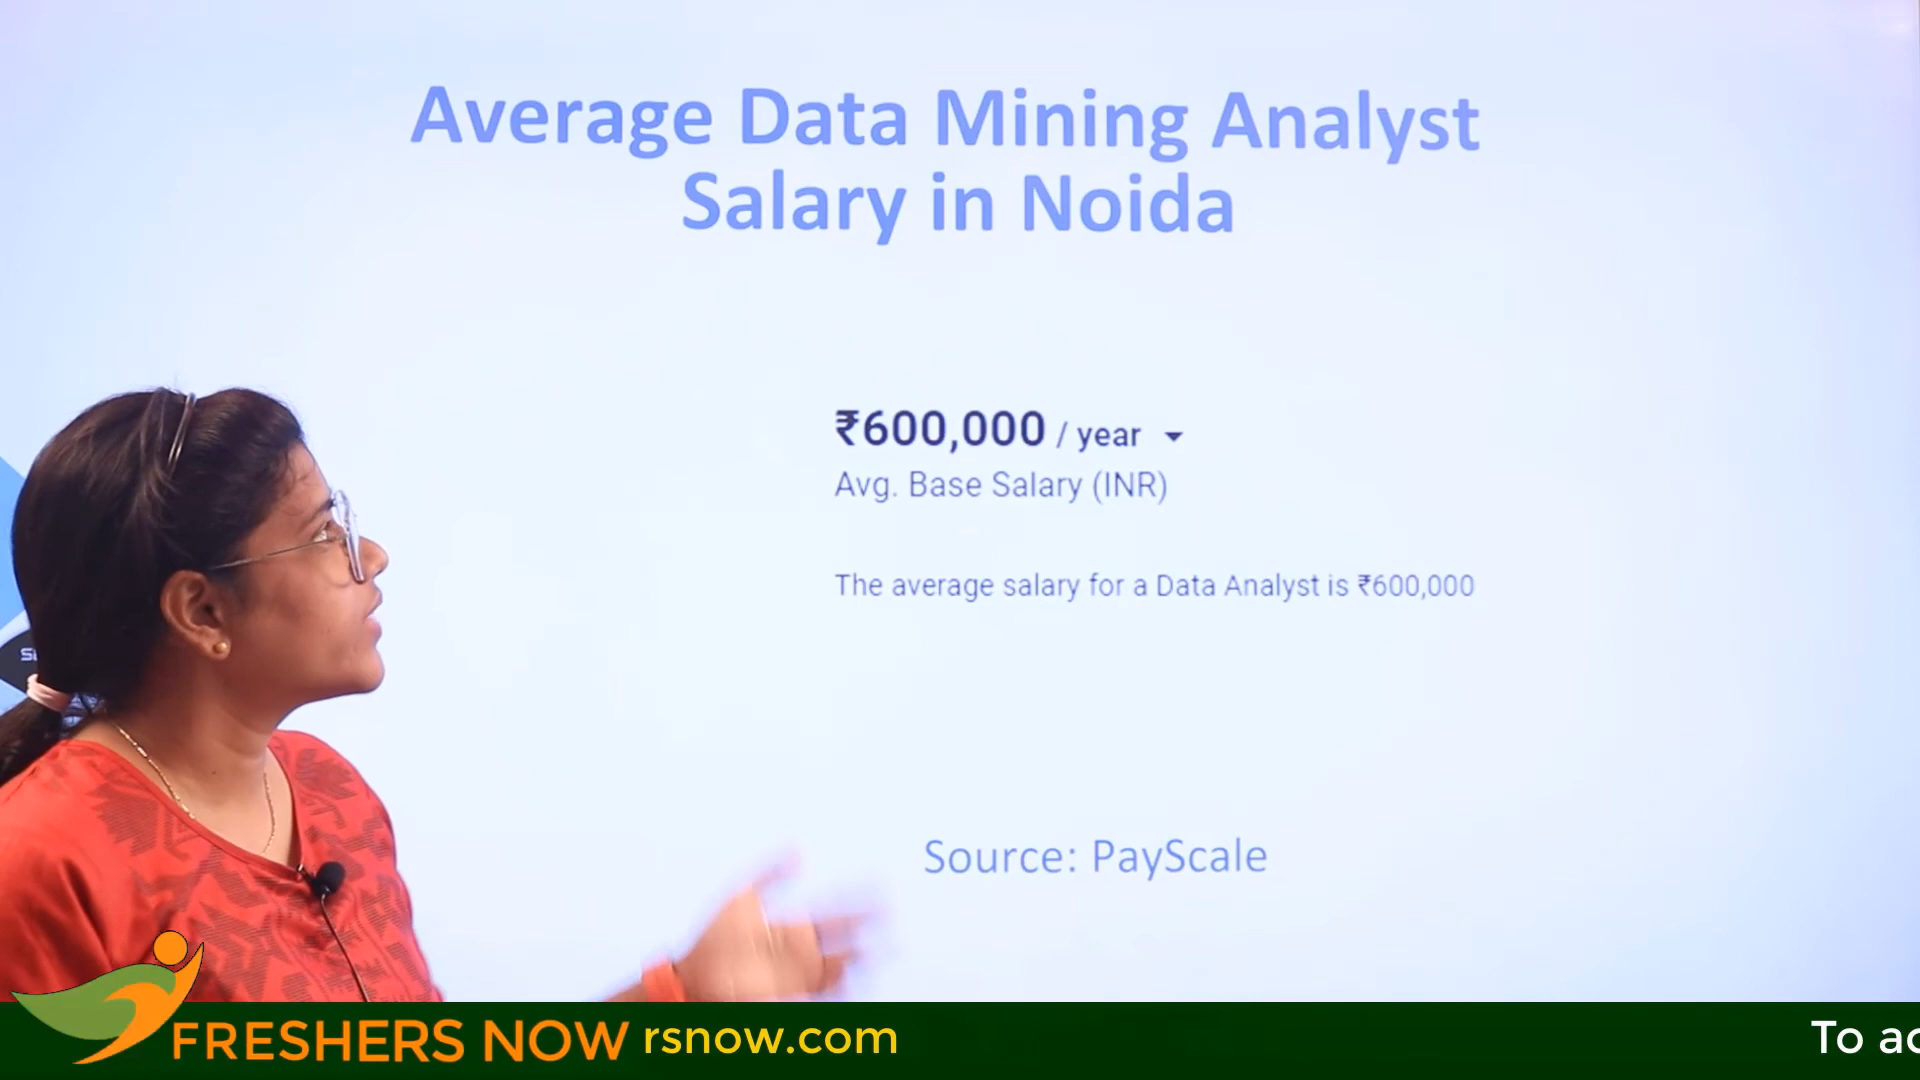 Average Data Mining Analyst
Salary in Noida
₹600,000 / year
Avg. Base Salary (INR)
The average salary for a Data Analyst is ₹600,000
Source: PayScale
FRESHERS NOW rsnow.com
To ac